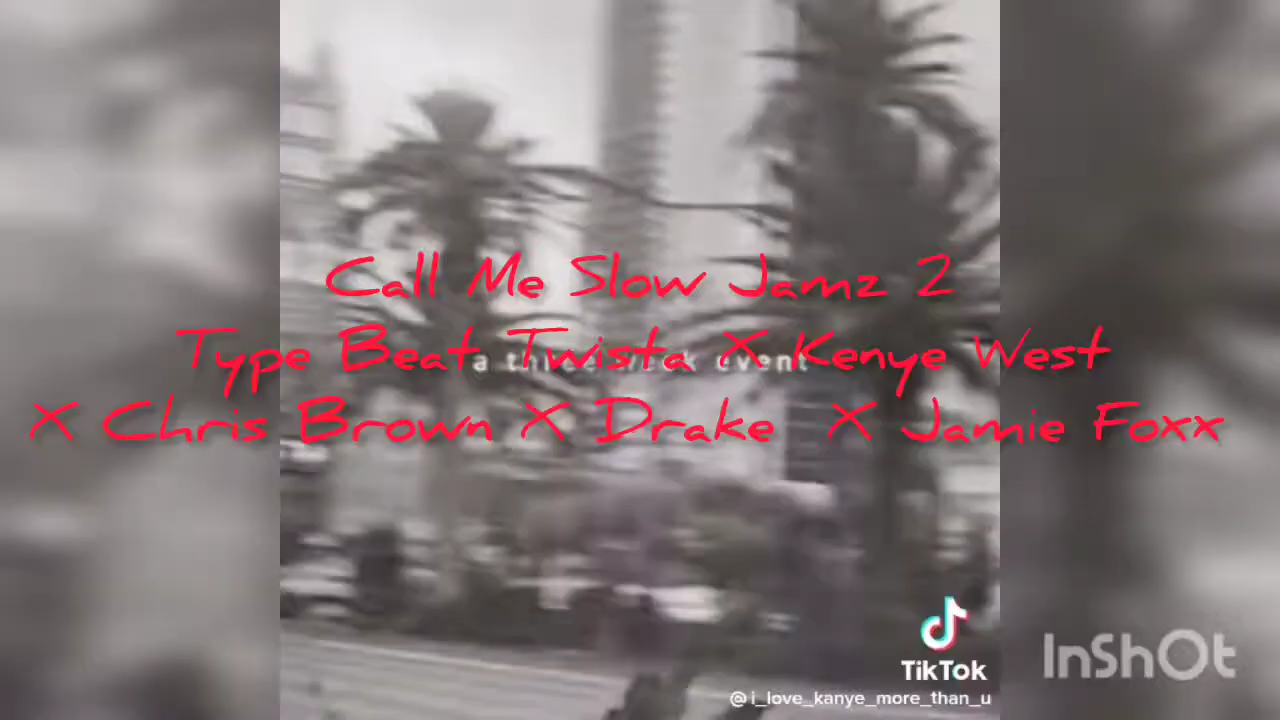 Call Me Slow Jamz 2
Type Beat Twista X Kenye West
a three week event
X Chris Brown X Drake X Jamie Foxx
TikTok
@i_love_kanye_more_than_u
InShOt